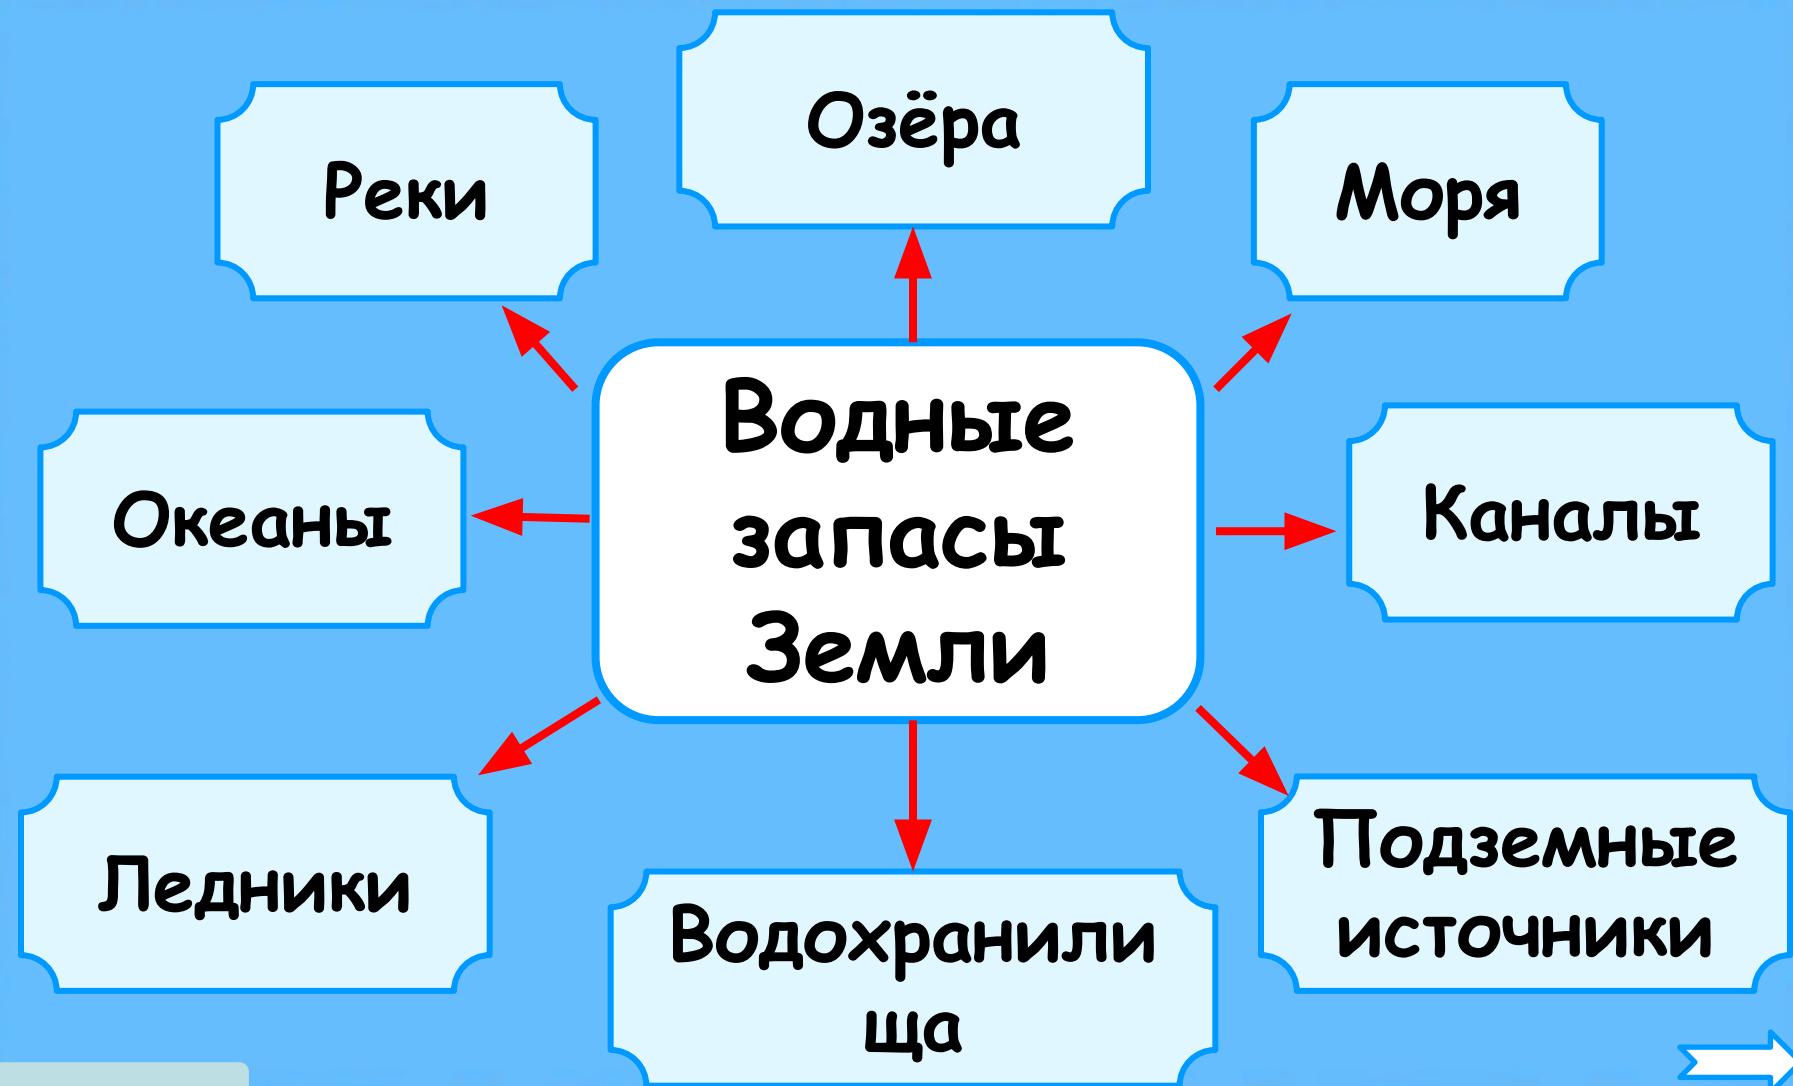 Озёра
Реки
Моря
Водные
запасы
Земли
Океаны
Каналы
Ледники
Подземные
источники
Водохранили
ща